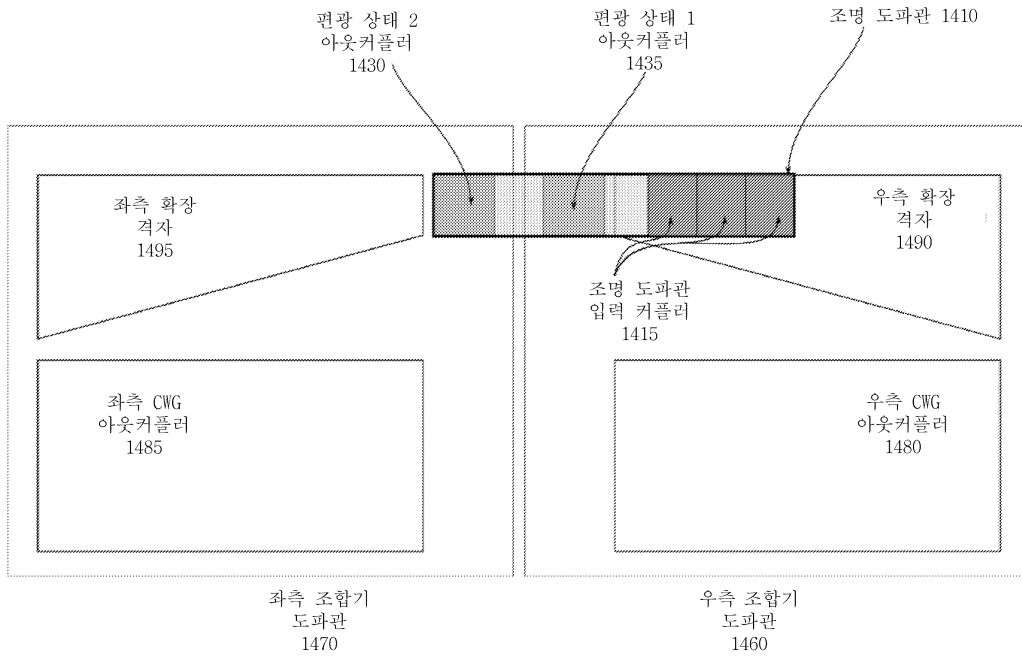 편광 상태 2
아웃커플러
1430
편광 상태 1
아웃커플러
1435
조명 도파관 1410
좌측 확장
격자
1495
우측 확장
격자
1490
조명 도파관
입력 커플러
1415
좌측 CWG
아웃커플러
1485
우측 CWG
아웃커플러
1480
좌측 조합기
도파관
1470
우측 조합기
도파관
1460